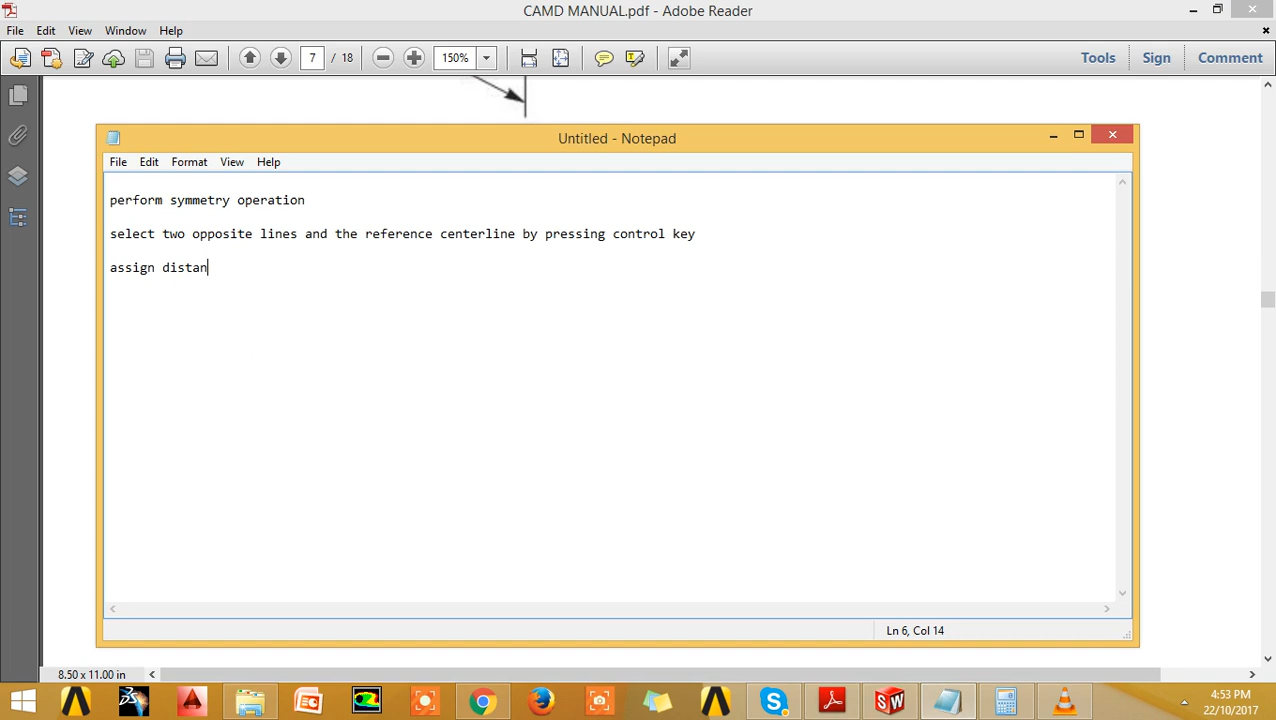 CAMD MANUAL.pdf - Adobe Reader
File Edit View Window Help
7 / 18 150% Tools Sign Comment
Untitled - Notepad
File Edit Format View Help
perform symmetry operation
select two opposite lines and the reference centerline by pressing control key
assign distan
Ln 6, Col 14
8.50 x 11.00 in
4:53 PM
22/10/2017